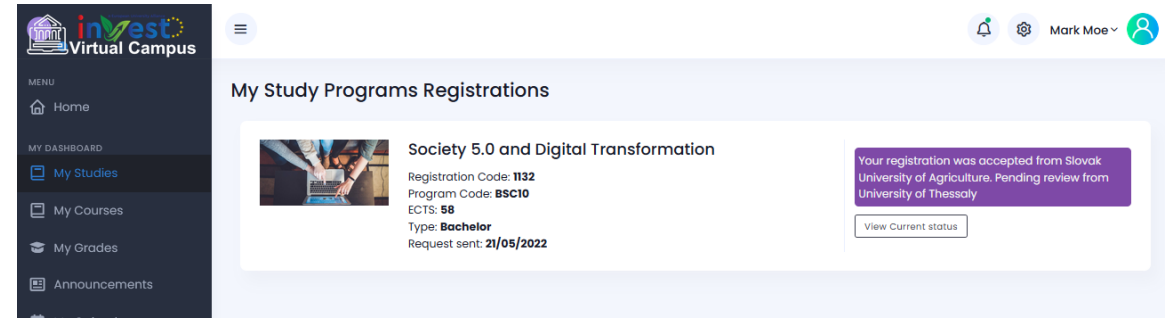 invest
Virtual Campus
Mark Moe
MENU
Home
MY DASHBOARD
My Studies
My Courses
My Grades
Announcements
My Study Programs Registrations
Society 5.0 and Digital Transformation
Registration Code: 1132
Program Code: BSC10
ECTS: 58
Type: Bachelor
Request sent: 21/05/2022
Your registration was accepted from Slovak
University of Agriculture. Pending review from
University of Thessaly
View Current status